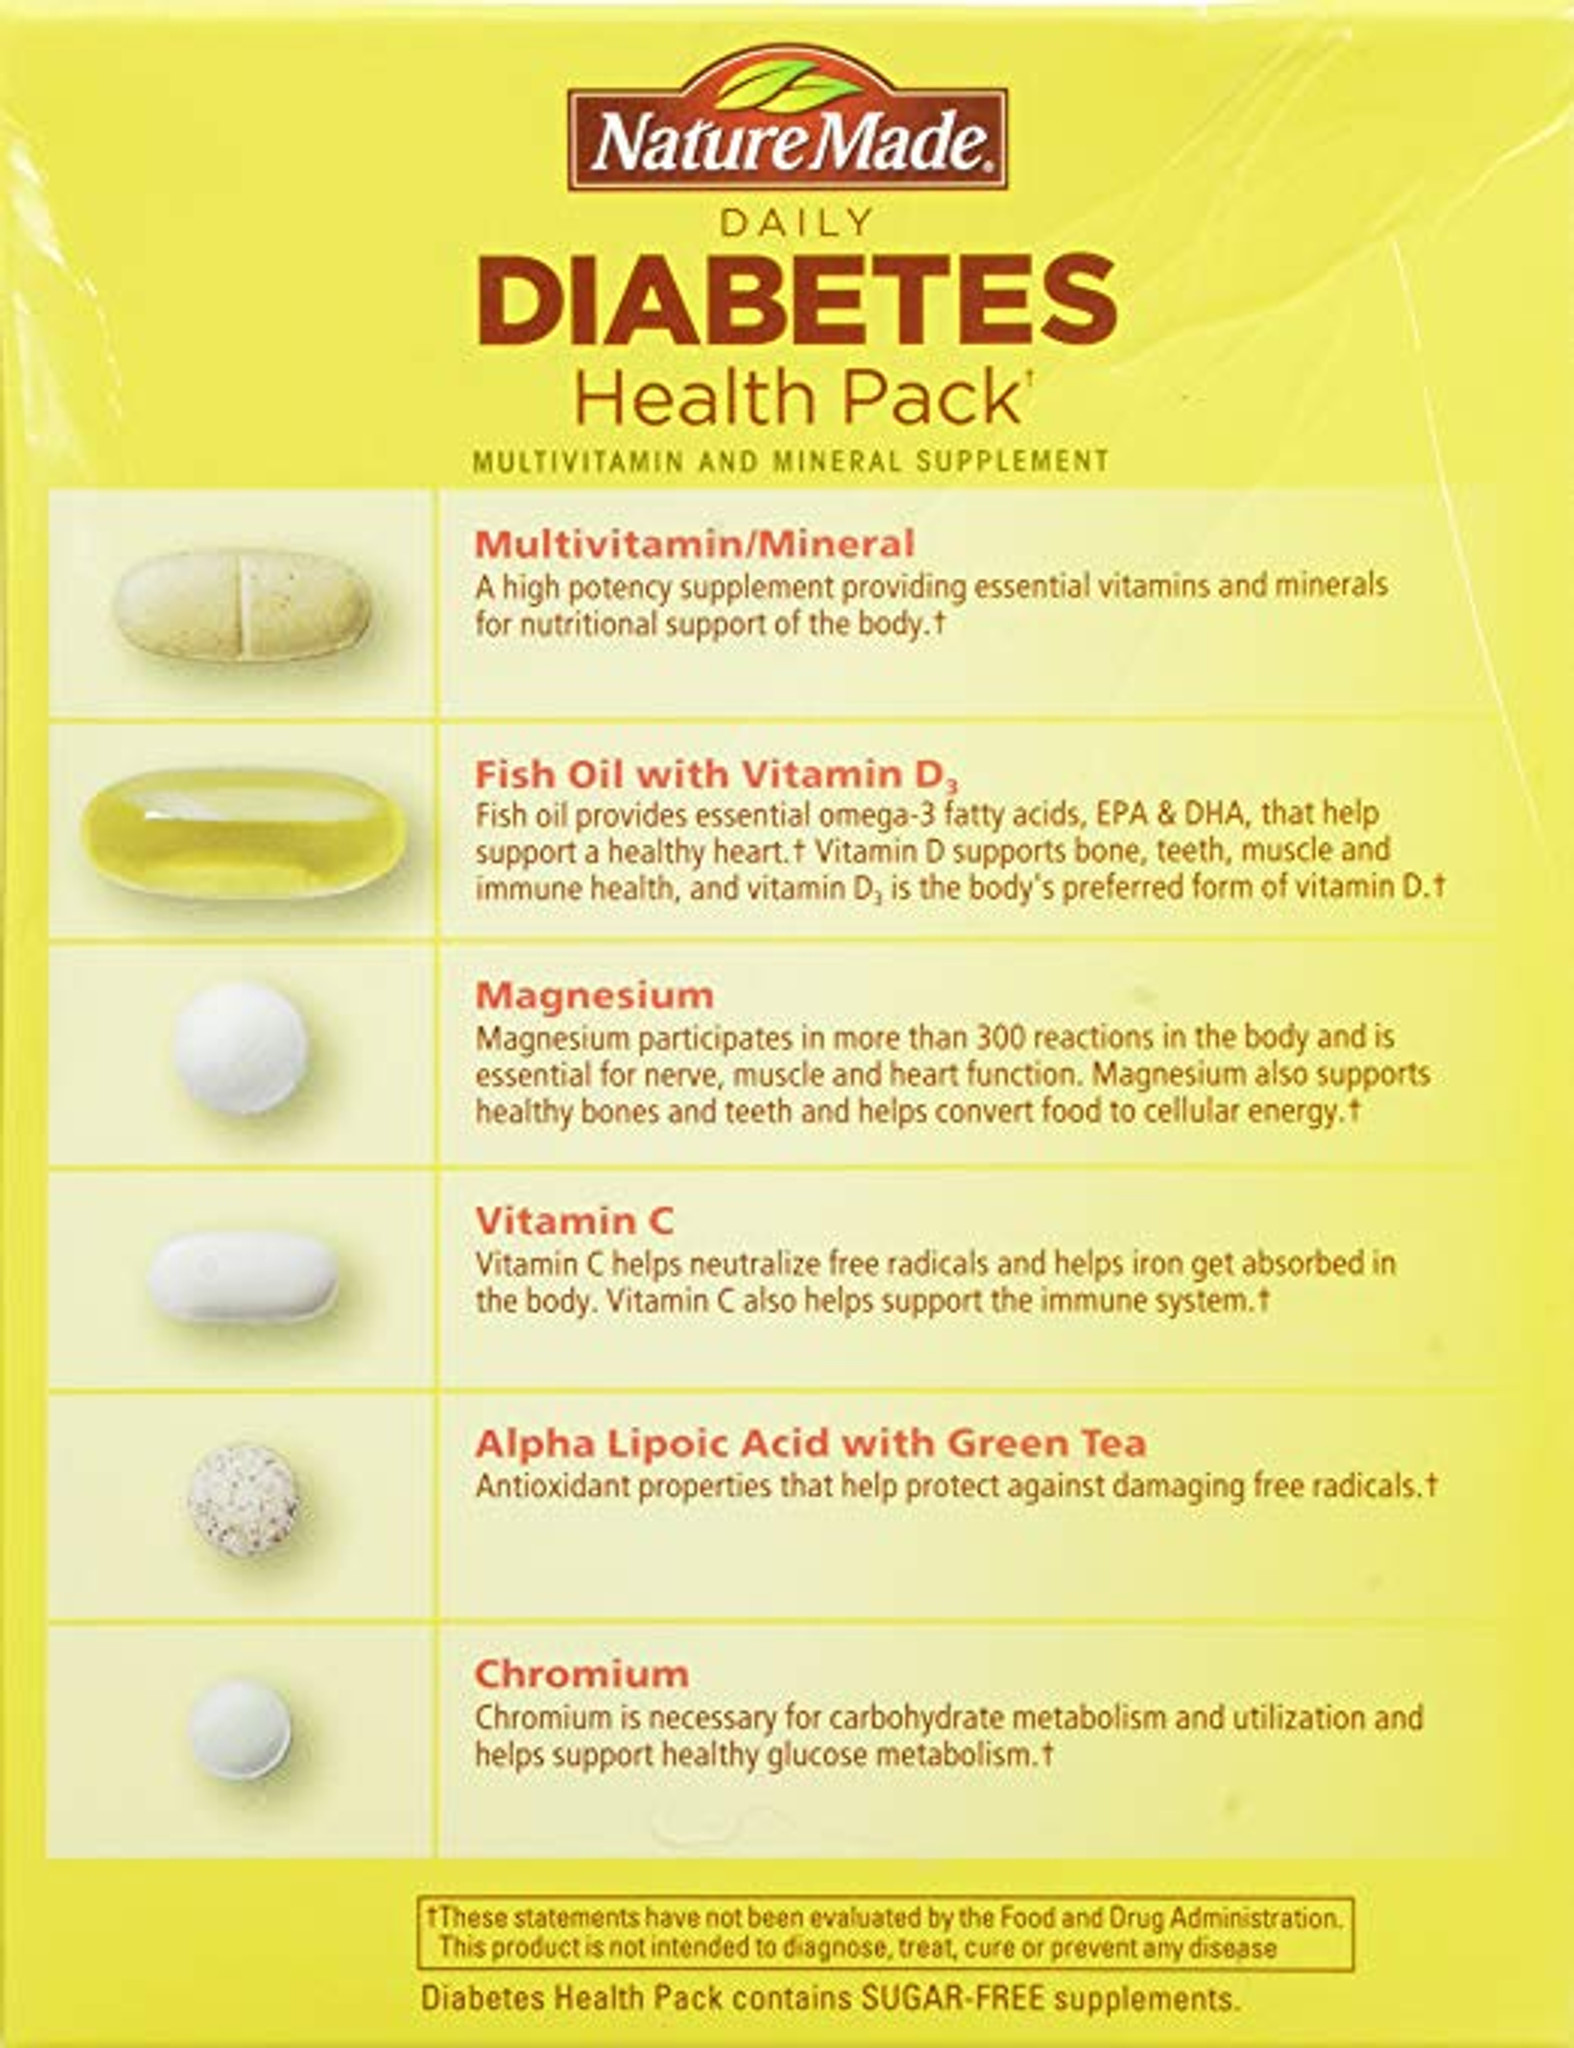 Nature Made®
DAILY
DIABETES
Health Pack†
MULTIVITAMIN AND MINERAL SUPPLEMENT
Multivitamin/Mineral
A high potency supplement providing essential vitamins and minerals
for nutritional support of the body.†
Fish Oil with Vitamin D₃
Fish oil provides essential omega-3 fatty acids, EPA & DHA, that help
support a healthy heart.† Vitamin D supports bone, teeth, muscle and
immune health, and vitamin D₃ is the body's preferred form of vitamin D.†
Magnesium
Magnesium participates in more than 300 reactions in the body and is
essential for nerve, muscle and heart function. Magnesium also supports
healthy bones and teeth and helps convert food to cellular energy.†
Vitamin C
Vitamin C helps neutralize free radicals and helps iron get absorbed in
the body. Vitamin C also helps support the immune system.†
Alpha Lipoic Acid with Green Tea
Antioxidant properties that help protect against damaging free radicals.†
Chromium
Chromium is necessary for carbohydrate metabolism and utilization and
helps support healthy glucose metabolism.†
†These statements have not been evaluated by the Food and Drug Administration.
This product is not intended to diagnose, treat, cure or prevent any disease
Diabetes Health Pack contains SUGAR-FREE supplements.